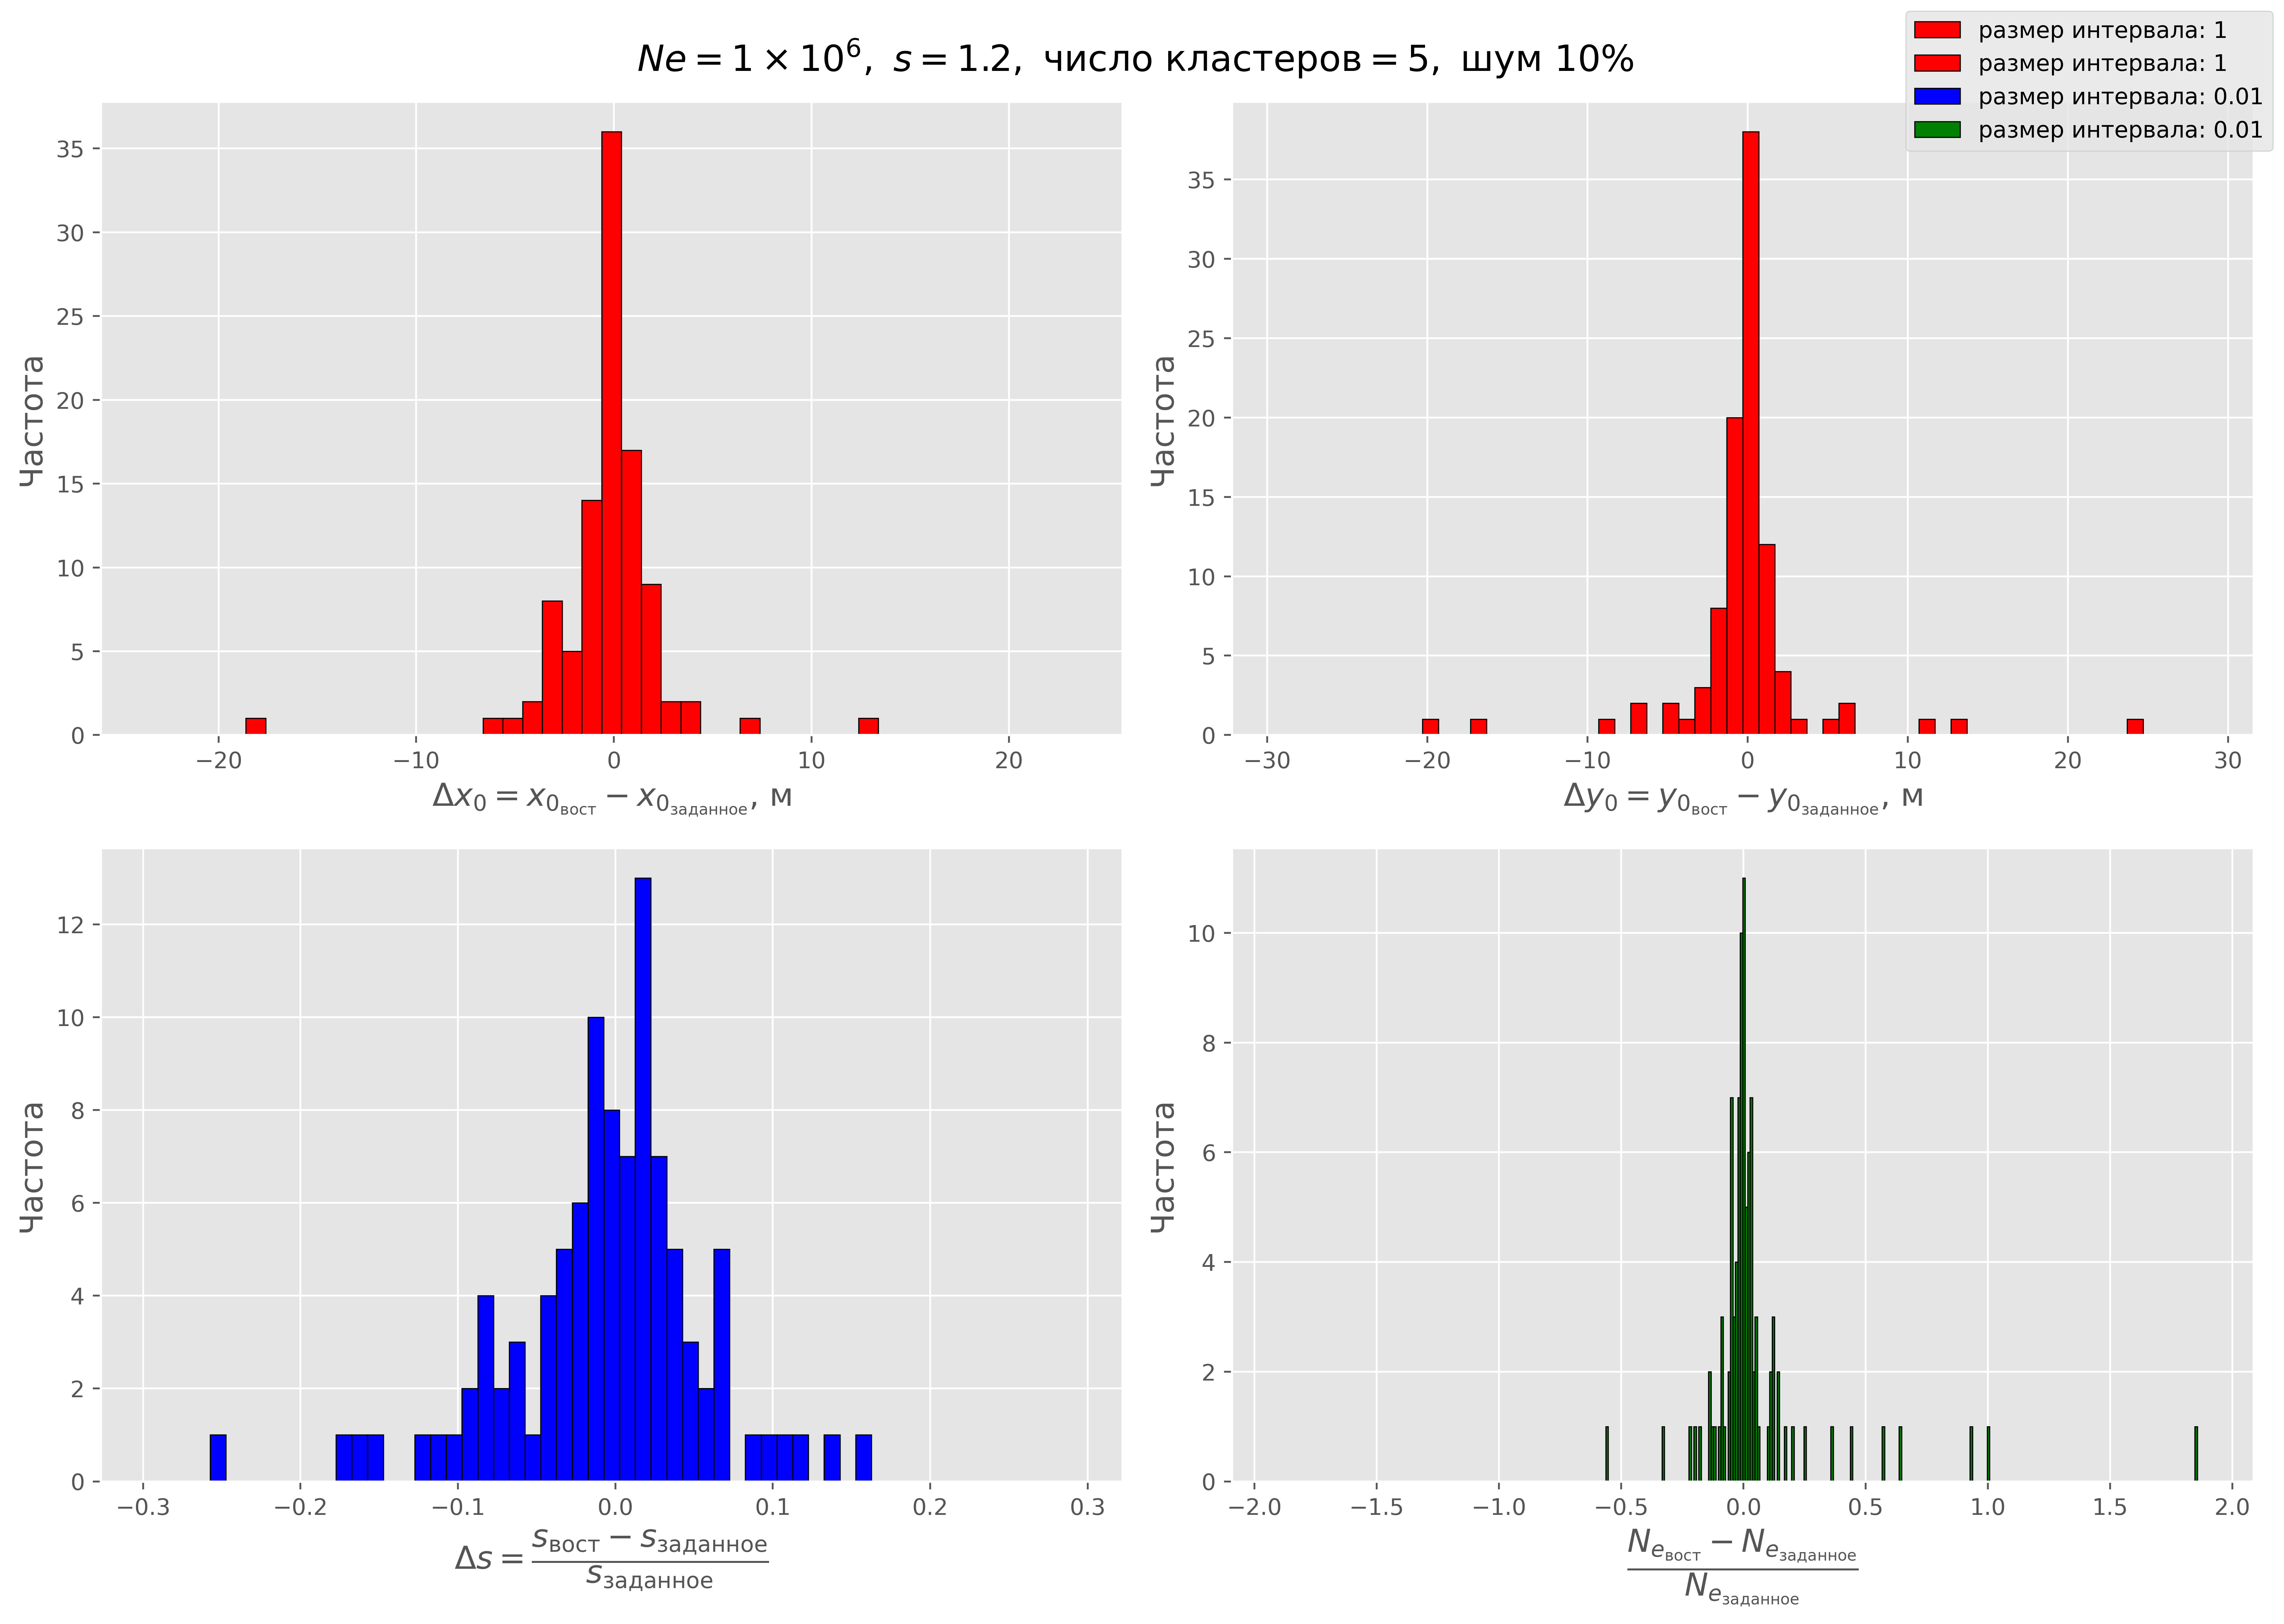 Ne = 1 × 10⁶, s = 1.2, число кластеров = 5, шум 10%
размер интервала: 1
размер интервала: 1
размер интервала: 0.01
размер интервала: 0.01
Частота
35
30
25
20
15
10
5
0
−20 −10 0 10 20
Δx₀ = x₀вост − x₀заданное, м
Частота
35
30
25
20
15
10
5
0
−30 −20 −10 0 10 20 30
Δy₀ = y₀вост − y₀заданное, м
Частота
12
10
8
6
4
2
0
−0.3 −0.2 −0.1 0.0 0.1 0.2 0.3
sвост − sзаданное
Δs =
sзаданное
Частота
10
8
6
4
2
0
−2.0 −1.5 −1.0 −0.5 0.0 0.5 1.0 1.5 2.0
Neвост − Neзаданное
Neзаданное